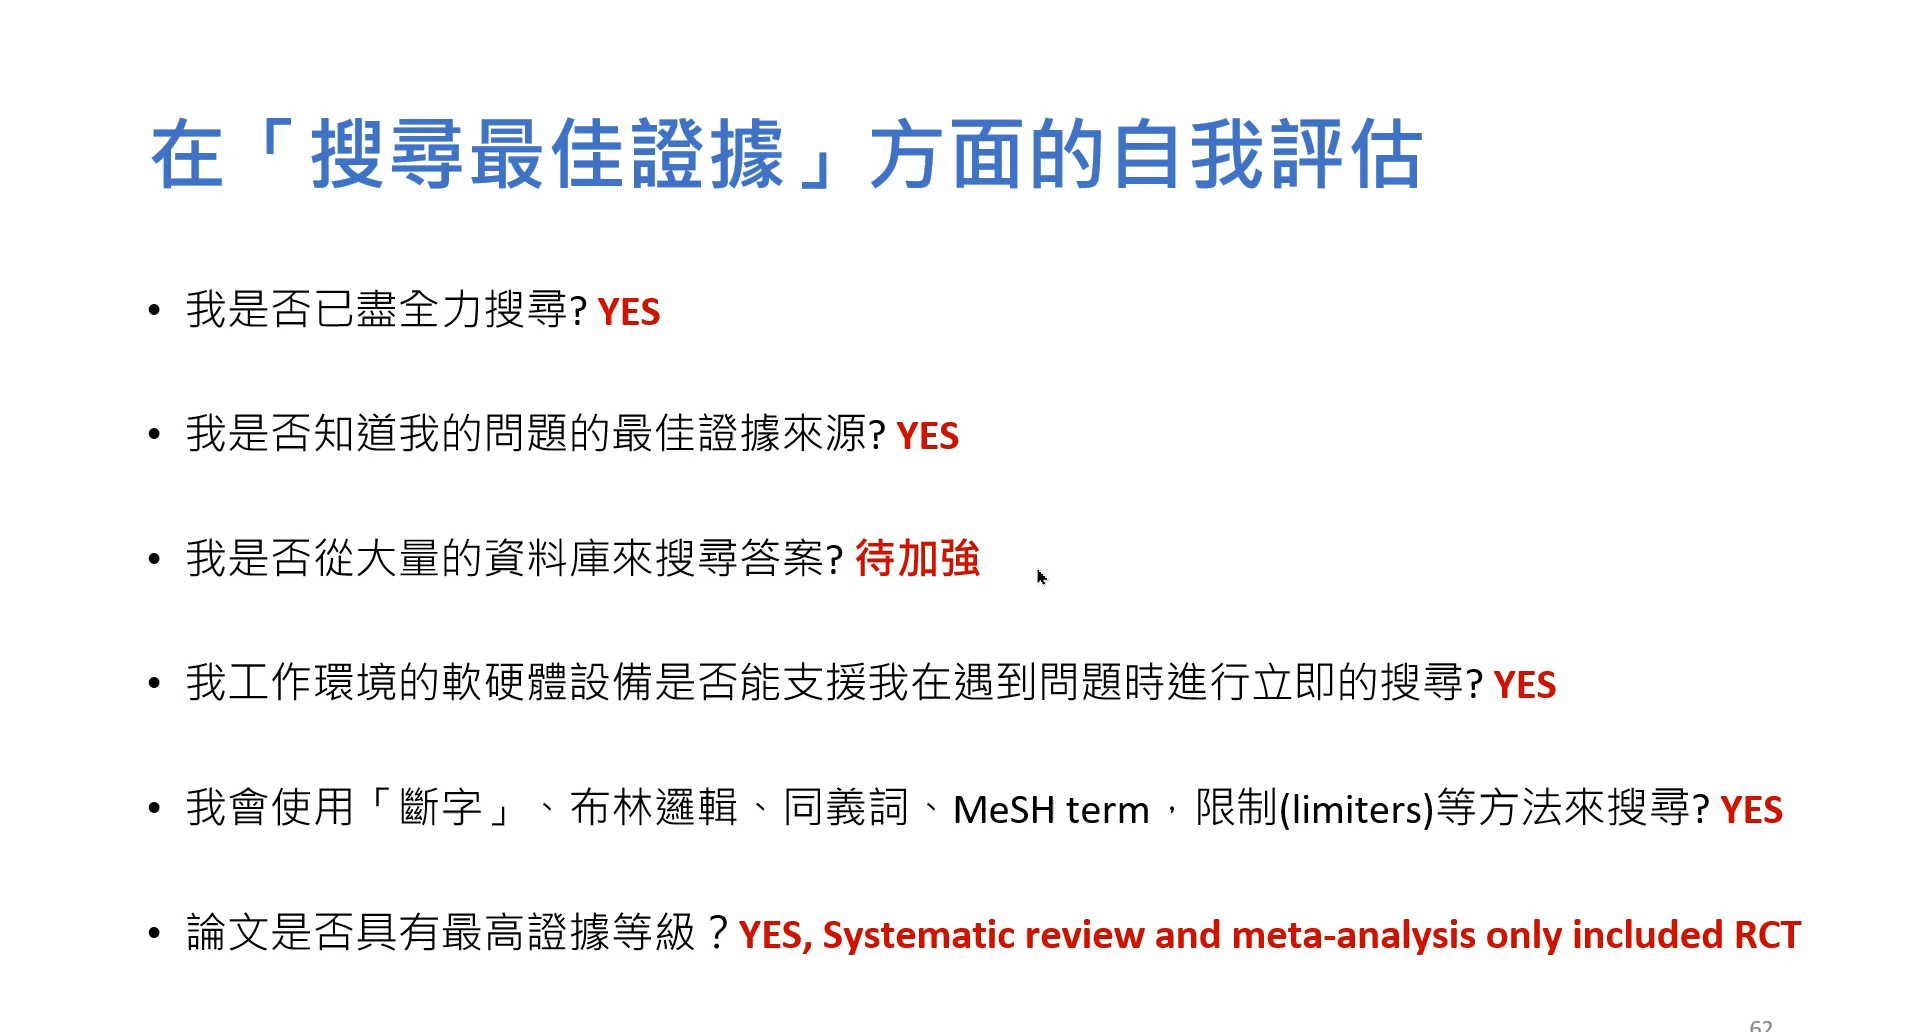 在「搜尋最佳證據」方面的自我評估
• 我是否已盡全力搜尋? YES
• 我是否知道我的問題的最佳證據來源? YES
• 我是否從大量的資料庫來搜尋答案? 待加強
• 我工作環境的軟硬體設備是否能支援我在遇到問題時進行立即的搜尋? YES
• 我會使用「斷字」、布林邏輯、同義詞、MeSH term，限制(limiters)等方法來搜尋? YES
• 論文是否具有最高證據等級？YES, Systematic review and meta-analysis only included RCT
62